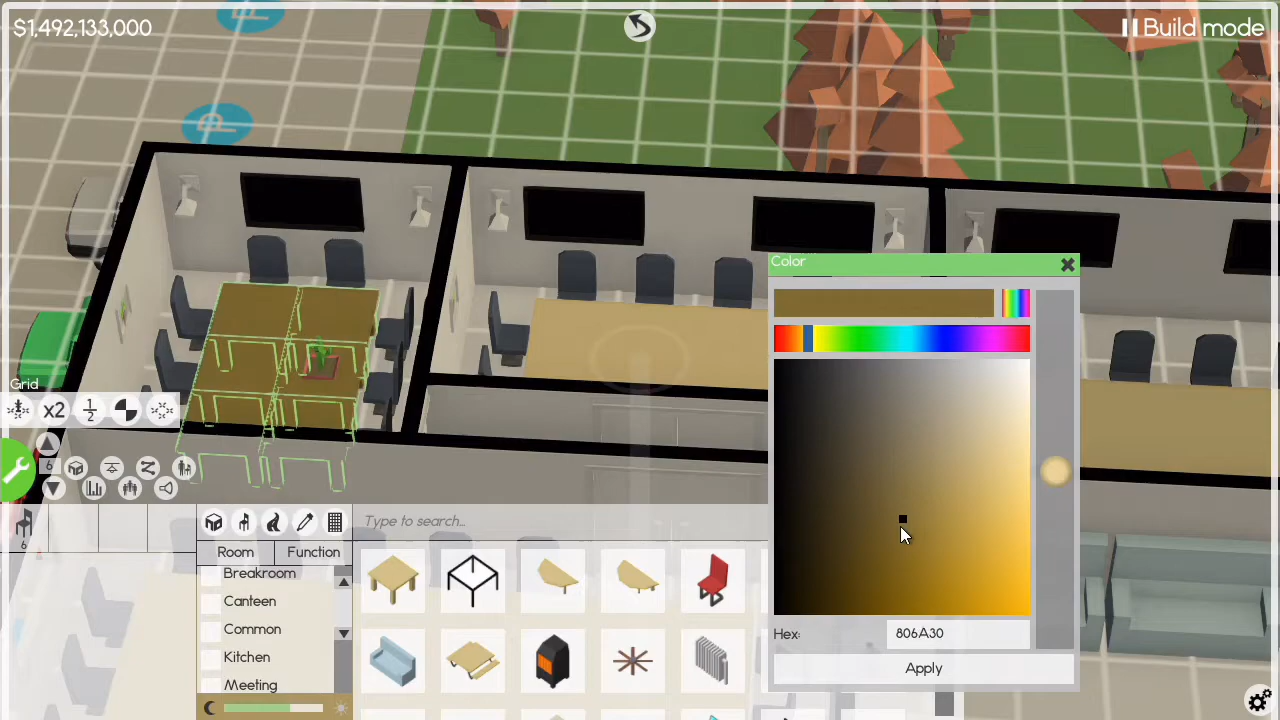 $1,492,133,000
Build mode
Color
Grid
x2
1/2
6
6
Type to search...
Room
Function
Breakroom
Canteen
Common
Kitchen
Meeting
Hex:
806A30
Apply